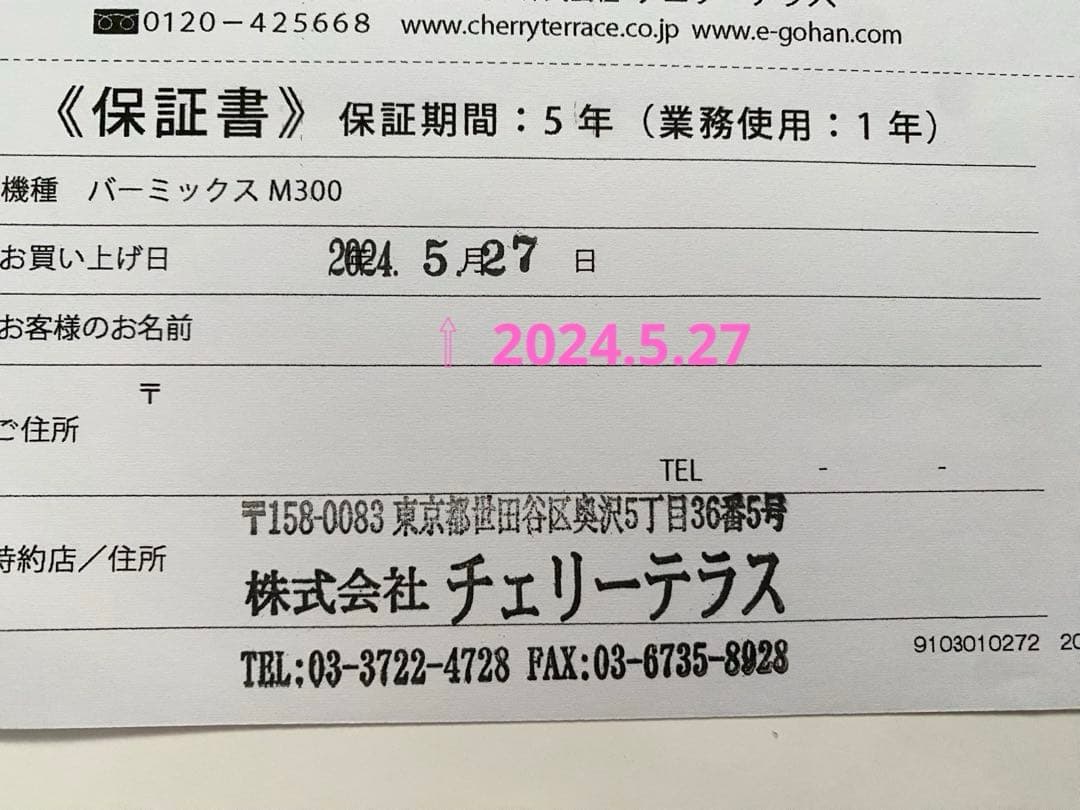 0120-425668 www.cherryterrace.co.jp www.e-gohan.com
《保証書》 保証期間：5年（業務使用：1年）
機種 バーミックス M300
お買い上げ日 2024. 5.月27 日
お客様のお名前
⇧ 2024.5.27
〒
ご住所
TEL - -
〒158-0083 東京都世田谷区奥沢5丁目36番5号
特約店／住所
株式会社 チェリーテラス
TEL:03-3722-4728 FAX:03-6735-8928
9103010272